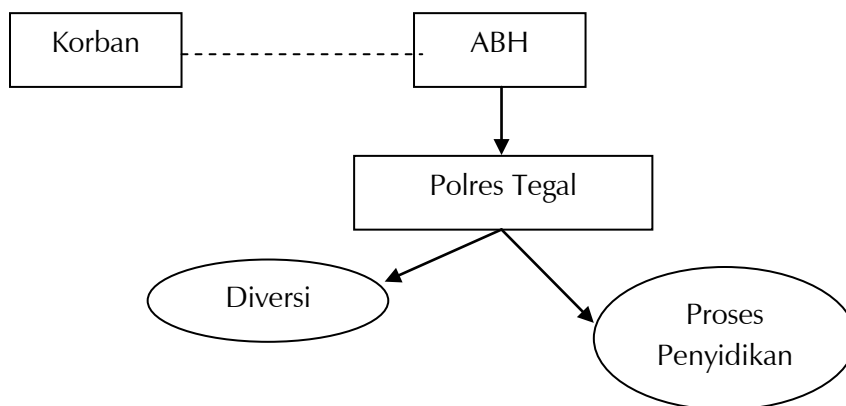 Korban
ABH
Polres Tegal
Diversi
Proses
Penyidikan